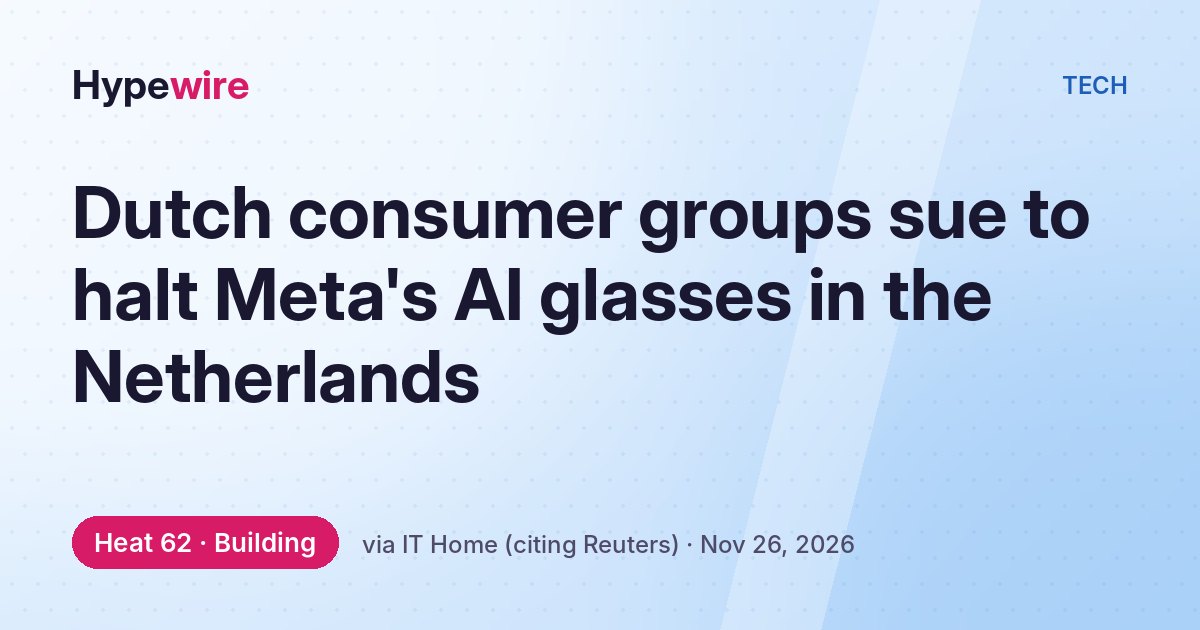 Hypewire
TECH
Dutch consumer groups sue to
halt Meta's AI glasses in the
Netherlands
Heat 62 · Building
via IT Home (citing Reuters) · Nov 26, 2026